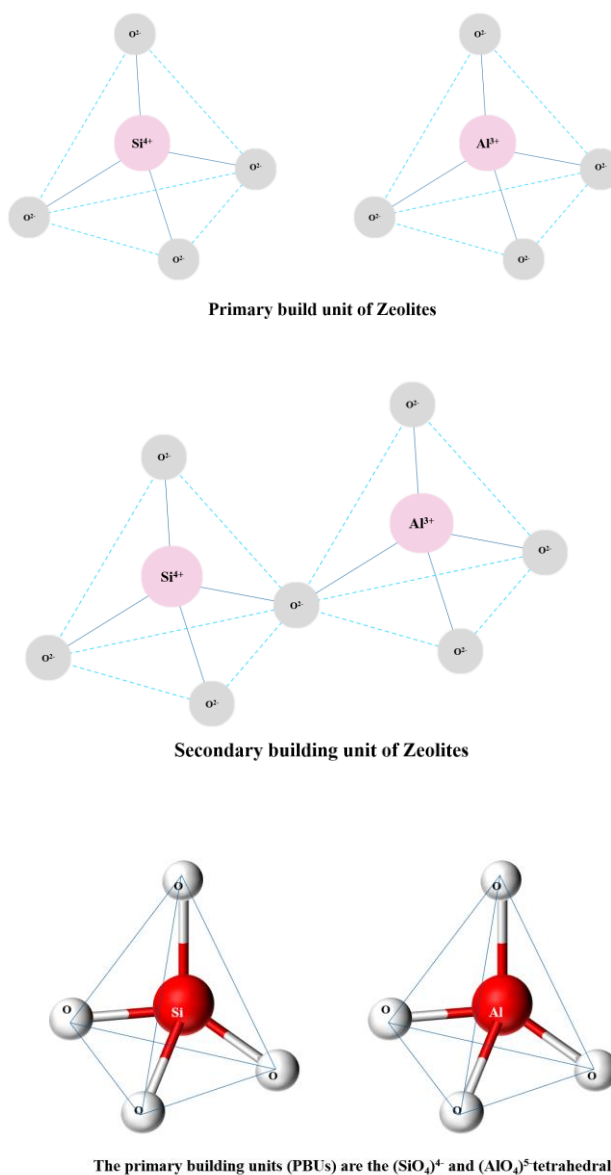 O²⁻ O²⁻
Si⁴⁺ Al³⁺
O²⁻ O²⁻
O²⁻ O²⁻
O²⁻ O²⁻
Primary build unit of Zeolites
O²⁻
O²⁻
Al³⁺
O²⁻
Si⁴⁺
O²⁻
O²⁻ O²⁻
O²⁻
Secondary building unit of Zeolites
O O
Si Al
O O
O O
O O
The primary building units (PBUs) are the (SiO₄)⁴⁻ and (AlO₄)⁵⁻tetrahedral